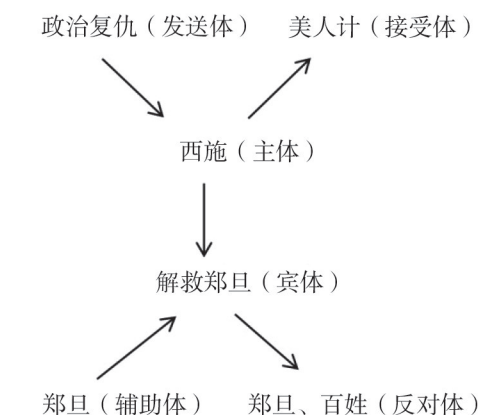 政治复仇（发送体） 美人计（接受体）
西施（主体）
解救郑旦（宾体）
郑旦（辅助体） 郑旦、百姓（反对体）